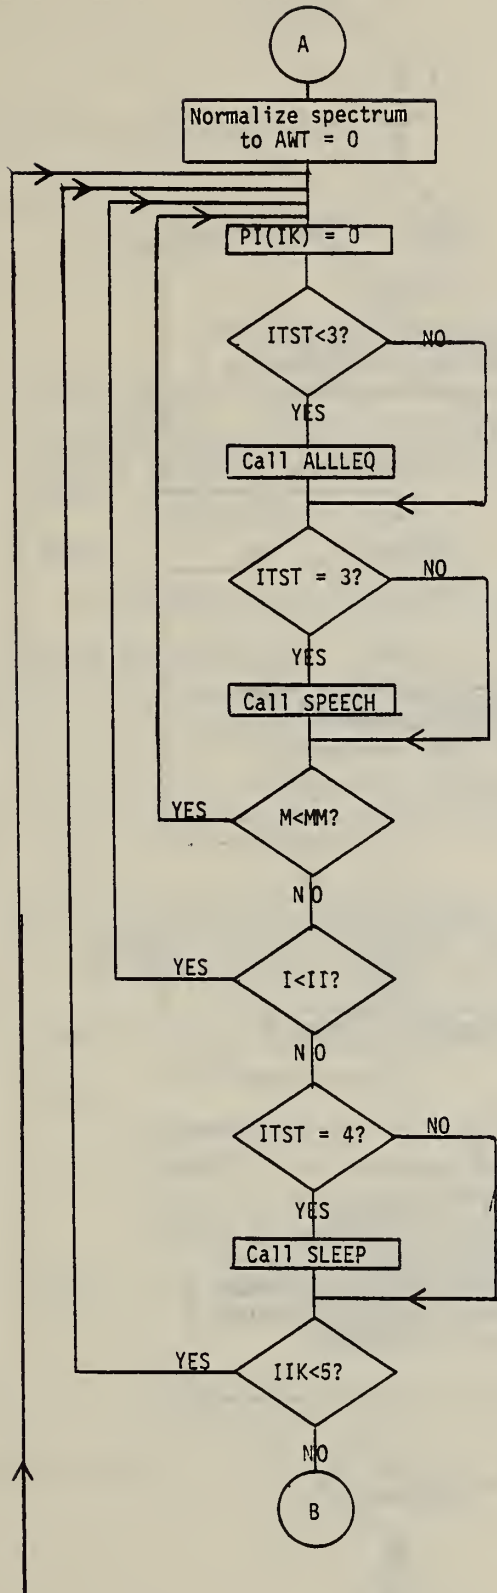 A
Normalize spectrum
to AWT = 0
PI(IK) = 0
ITST<3?
NO
YES
Call ALLLEQ
ITST = 3?
NO
YES
Call SPEECH
M<MM?
YES
NO
I<II?
YES
NO
ITST = 4?
NO
YES
Call SLEEP
IIK<5?
YES
NO
B